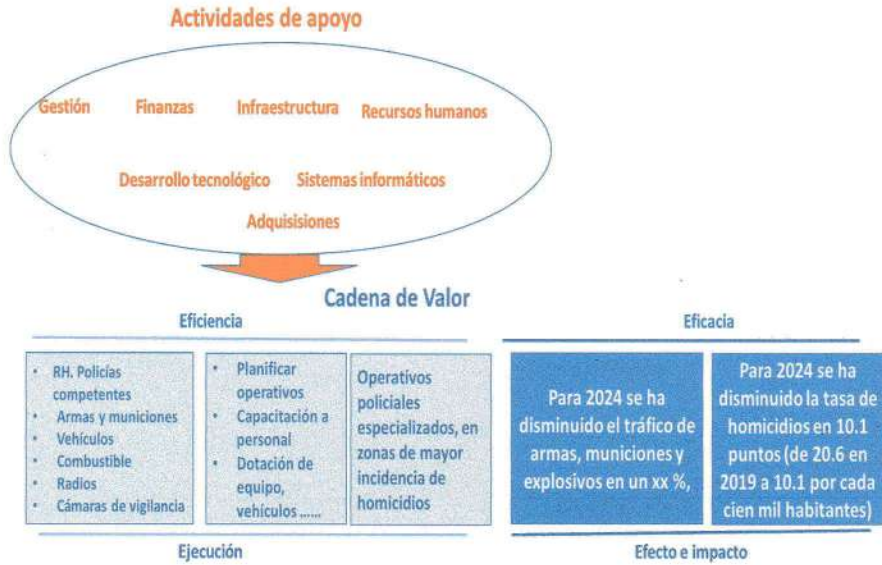 Actividades de apoyo
Gestión
Finanzas
Infraestructura
Recursos humanos
Desarrollo tecnológico
Sistemas informáticos
Adquisisiones
Cadena de Valor
Eficiencia
Eficacia
• RH. Policías
competentes
• Armas y municiones
• Vehículos
• Combustible
• Radios
• Cámaras de vigilancia
• Planificar
operativos
• Capacitación a
personal
• Dotación de
equipo,
vehículos ......
Operativos
policiales
especializados, en
zonas de mayor
incidencia de
homicidios
Para 2024 se ha
disminuido el tráfico de
armas, municiones y
explosivos en un xx %,
Para 2024 se ha
disminuido la tasa de
homicidios en 10.1
puntos (de 20.6 en
2019 a 10.1 por cada
cien mil habitantes)
Ejecución
Efecto e impacto